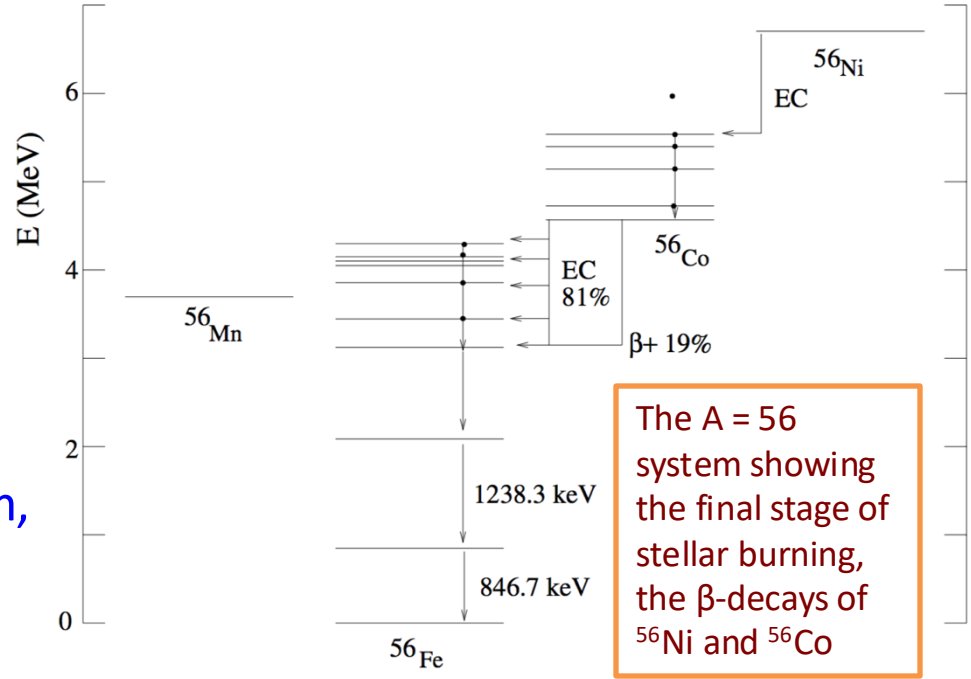 ⁵⁶Ni
EC
6
E (MeV)
⁵⁶Co
EC
81%
4
⁵⁶Mn
β+ 19%
The A = 56
system showing
the final stage of
stellar burning,
the β-decays of
⁵⁶Ni and ⁵⁶Co
2
1238.3 keV
n,
846.7 keV
0
⁵⁶Fe